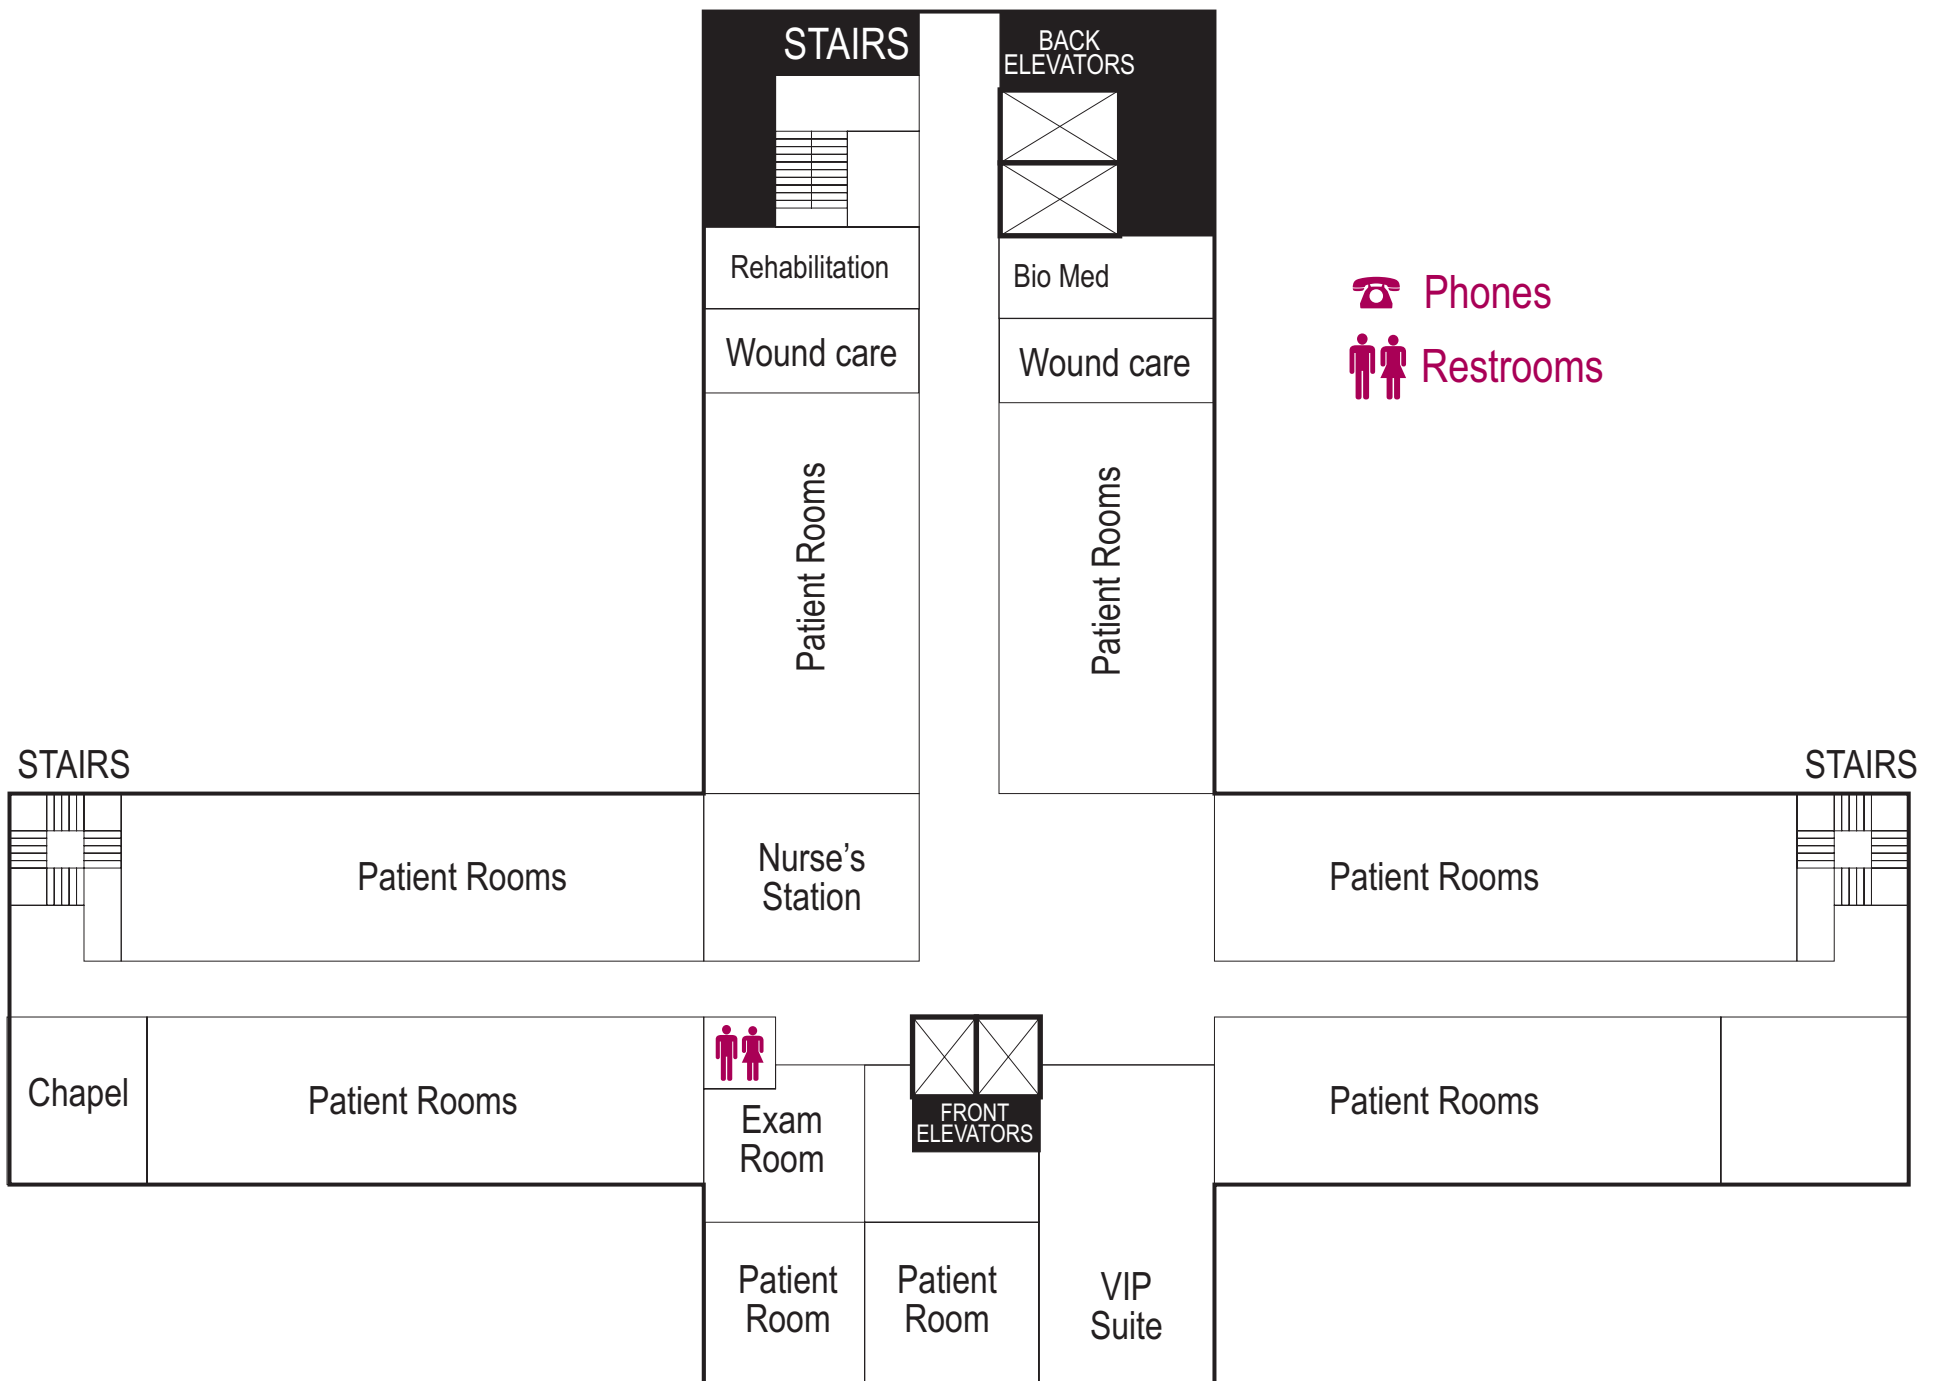 STAIRS
BACK
ELEVATORS
Rehabilitation
Bio Med
Phones
Wound care
Wound care
Restrooms
Patient Rooms
Patient Rooms
STAIRS
STAIRS
Patient Rooms
Nurse’s
Station
Patient Rooms
Chapel
Patient Rooms
Exam
Room
FRONT
ELEVATORS
Patient Rooms
Patient
Room
Patient
Room
VIP
Suite